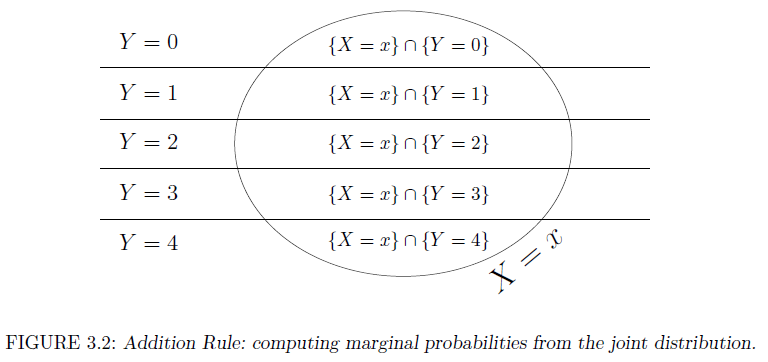 Y = 0 {X = x} ∩ {Y = 0}
Y = 1 {X = x} ∩ {Y = 1}
Y = 2 {X = x} ∩ {Y = 2}
Y = 3 {X = x} ∩ {Y = 3}
Y = 4 {X = x} ∩ {Y = 4}
X = x
FIGURE 3.2: Addition Rule: computing marginal probabilities from the joint distribution.